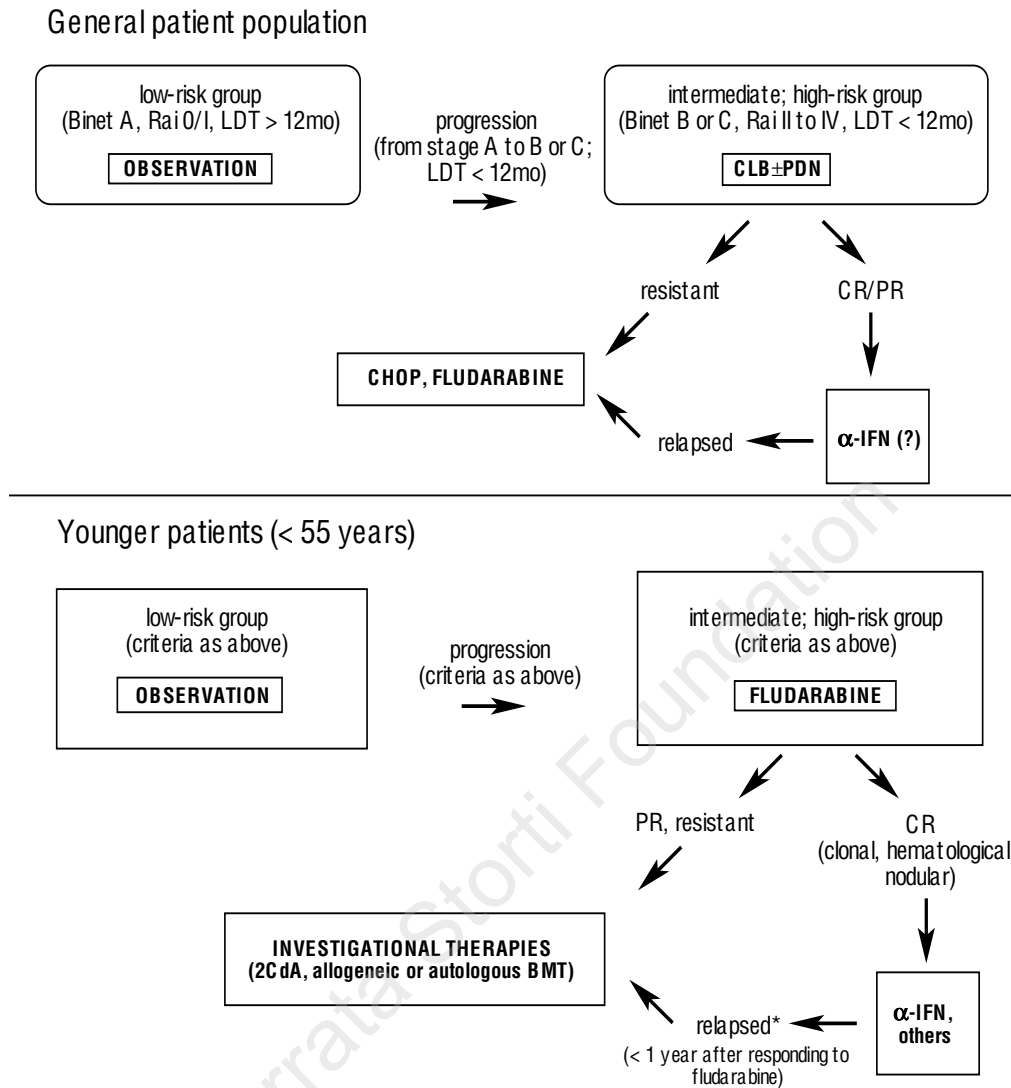 General patient population
low-risk group
(Binet A, Rai 0/I, LDT > 12mo)
OBSERVATION
progression
(from stage A to B or C;
LDT < 12mo)
intermediate; high-risk group
(Binet B or C, Rai II to IV, LDT < 12mo)
CLB±PDN
resistant
CR/PR
CHOP, FLUDARABINE
relapsed
α-IFN (?)
Younger patients (< 55 years)
low-risk group
(criteria as above)
OBSERVATION
progression
(criteria as above)
intermediate; high-risk group
(criteria as above)
FLUDARABINE
PR, resistant
CR
(clonal, hematological
nodular)
INVESTIGATIONAL THERAPIES
(2CdA, allogeneic or autologous BMT)
relapsed*
(< 1 year after responding to
fludarabine)
α-IFN,
others
rrata Storti Foundation